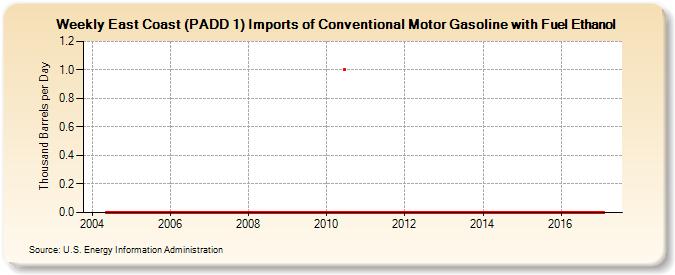 Weekly East Coast (PADD 1) Imports of Conventional Motor Gasoline with Fuel Ethanol
Thousand Barrels per Day
1.2
1.0
0.8
0.6
0.4
0.2
0.0
2004 2006 2008 2010 2012 2014 2016
Source: U.S. Energy Information Administration